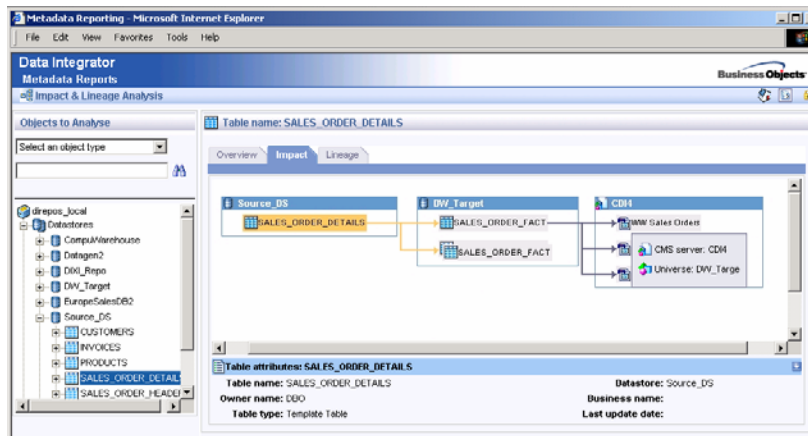 Metadata Reporting - Microsoft Internet Explorer
File Edit View Favorites Tools Help
Data Integrator
Metadata Reports
Business Objects
Impact & Lineage Analysis
Objects to Analyse
Select an object type
direpos_local
Datastores
CompuWarehouse
Datagen2
DIXI_Repo
DW_Target
EuropeSalesDB2
Source_DS
CUSTOMERS
INVOICES
PRODUCTS
SALES_ORDER_DETAIL
SALES_ORDER_HEADE
Table name: SALES_ORDER_DETAILS
Overview Impact Lineage
Source_DS DW_Target CDI4
SALES_ORDER_DETAILS SALES_ORDER_FACT WW Sales Orders
SALES_ORDER_FACT CMS server: CDI4
Universe: DW_Targe
Table attributes: SALES_ORDER_DETAILS
Table name: SALES_ORDER_DETAILS Datastore: Source_DS
Owner name: DBO Business name:
Table type: Template Table Last update date: